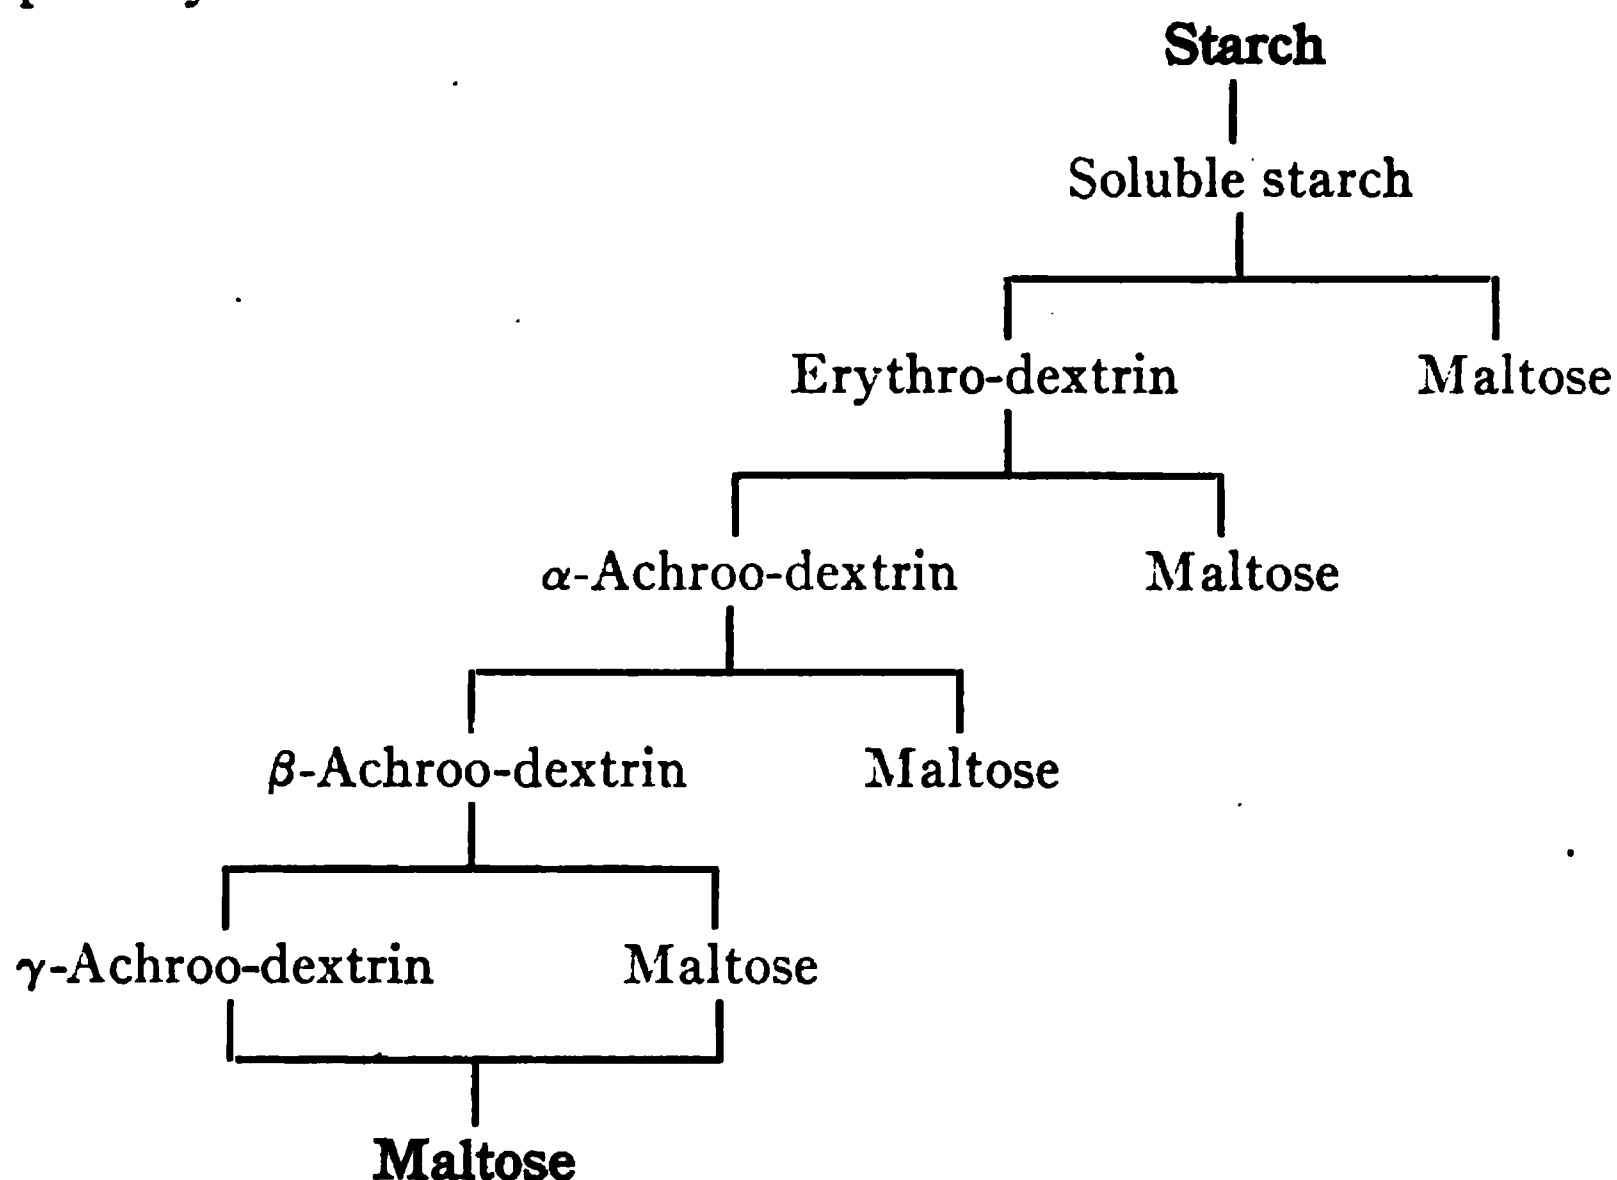 Starch
Soluble starch
Erythro-dextrin Maltose
α-Achroo-dextrin Maltose
β-Achroo-dextrin Maltose
γ-Achroo-dextrin Maltose
Maltose